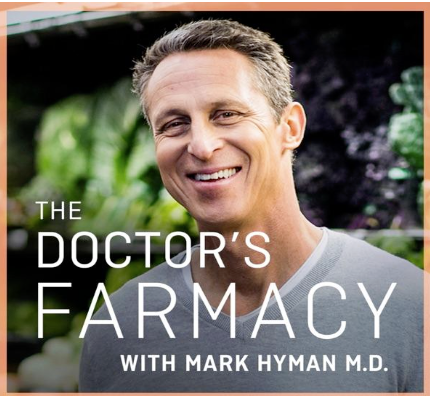 THE
DOCTOR'S
FARMACY
WITH MARK HYMAN M.D.